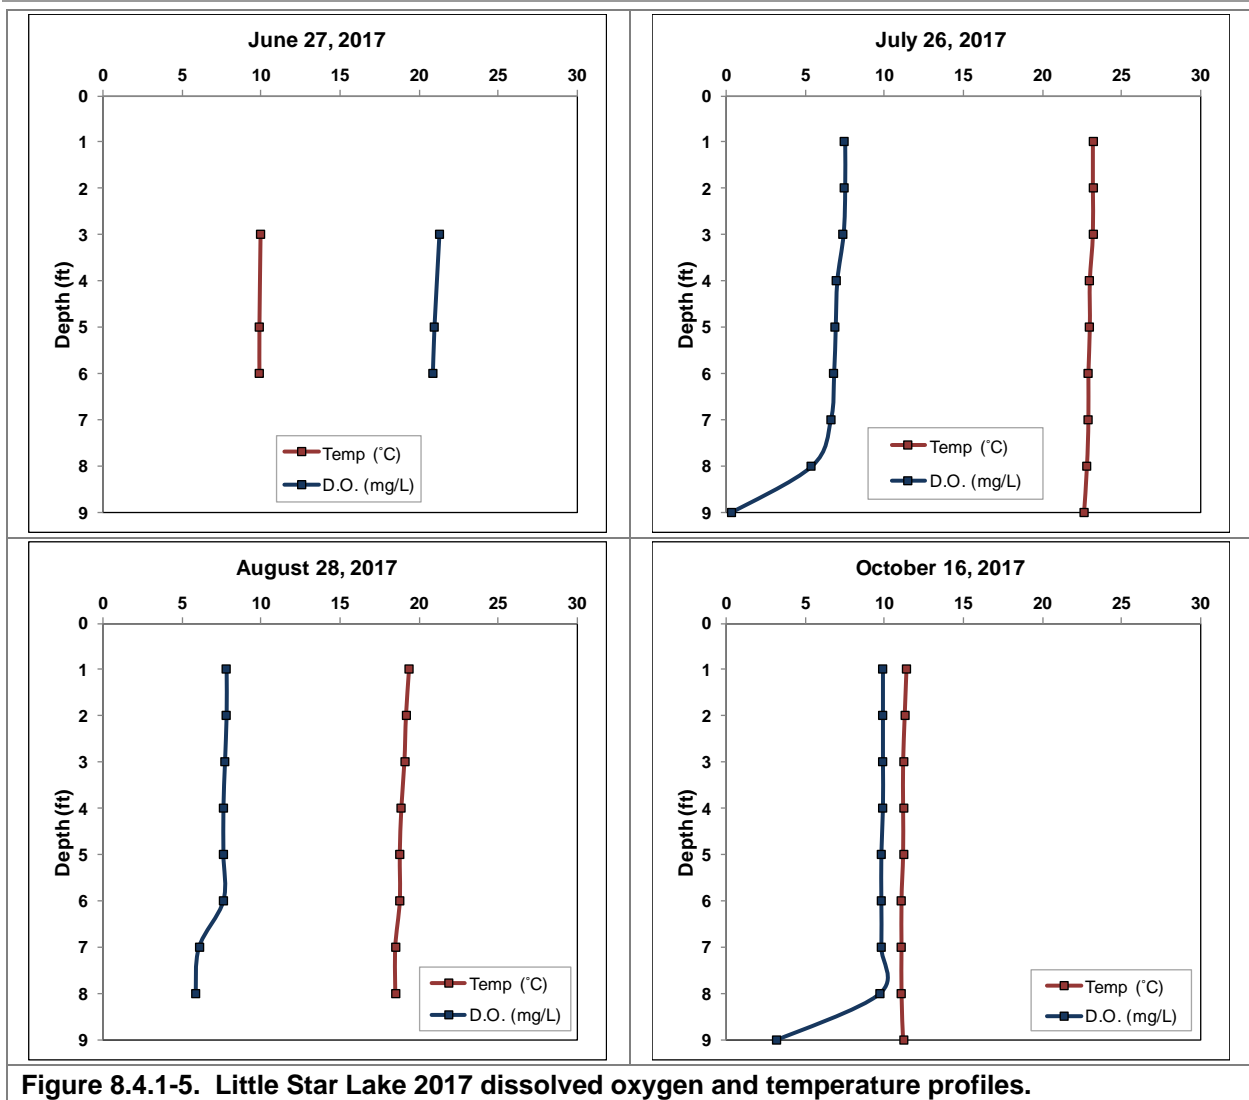 June 27, 2017
0 5 10 15 20 25 30
0
1
2
3
4
5
6
7
8
9
Depth (ft)
Temp (˚C)
D.O. (mg/L)
July 26, 2017
0 5 10 15 20 25 30
0
1
2
3
4
5
6
7
8
9
Depth (ft)
Temp (˚C)
D.O. (mg/L)
August 28, 2017
0 5 10 15 20 25 30
0
1
2
3
4
5
6
7
8
9
Depth (ft)
Temp (˚C)
D.O. (mg/L)
October 16, 2017
0 5 10 15 20 25 30
0
1
2
3
4
5
6
7
8
9
Depth (ft)
Temp (˚C)
D.O. (mg/L)
Figure 8.4.1-5. Little Star Lake 2017 dissolved oxygen and temperature profiles.